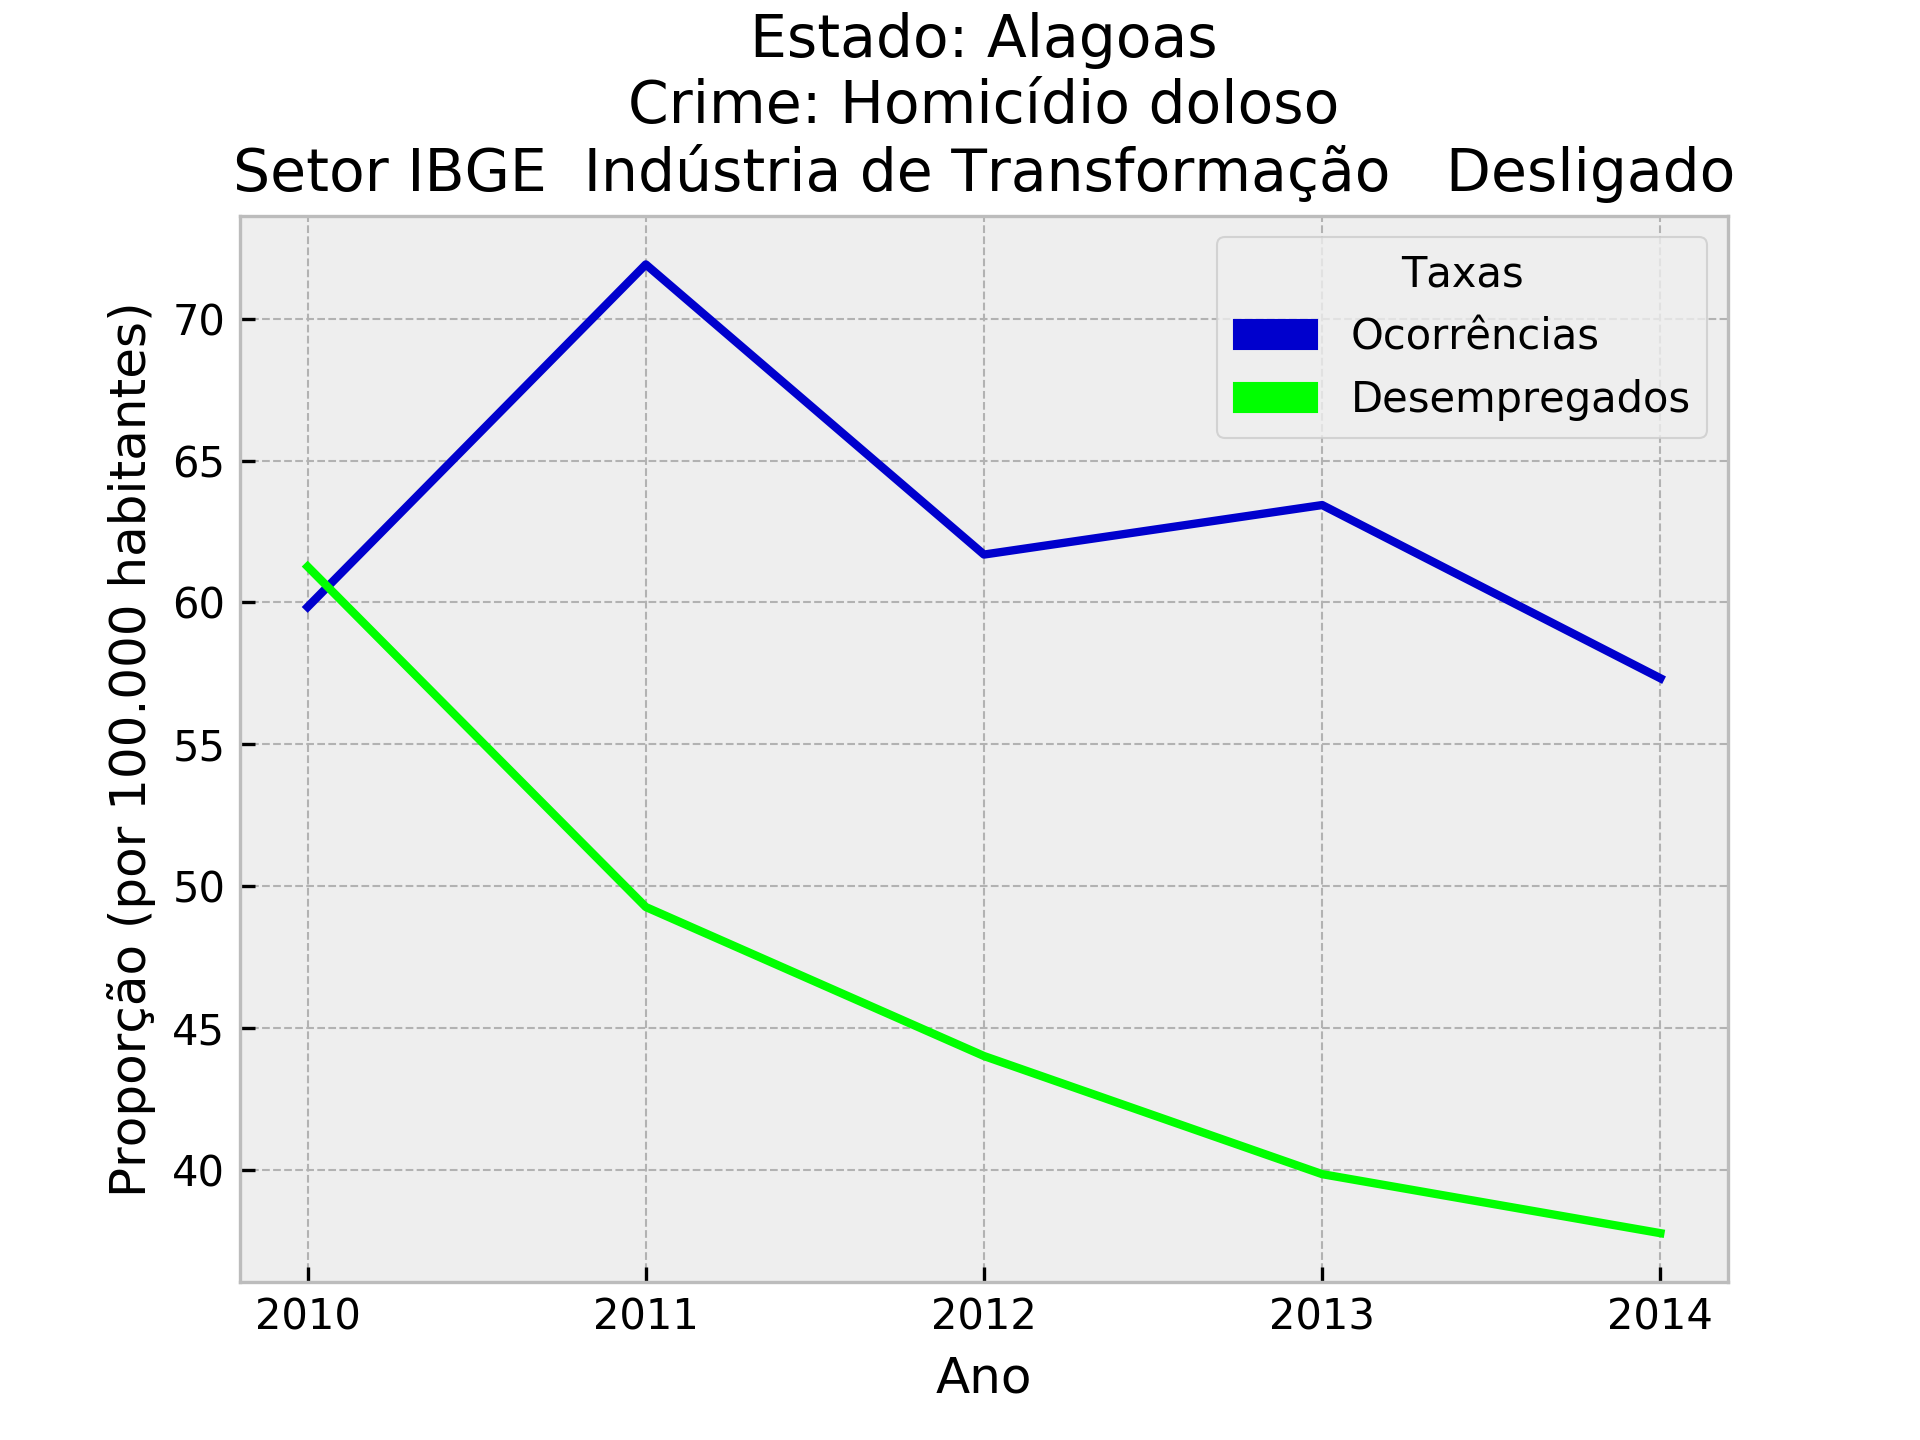 Estado: Alagoas
Crime: Homicídio doloso
Setor IBGE  Indústria de Transformação   Desligado
Taxas
Ocorrências
Desempregados
Proporção (por 100.000 habitantes)
70
65
60
55
50
45
40
2010 2011 2012 2013 2014
Ano